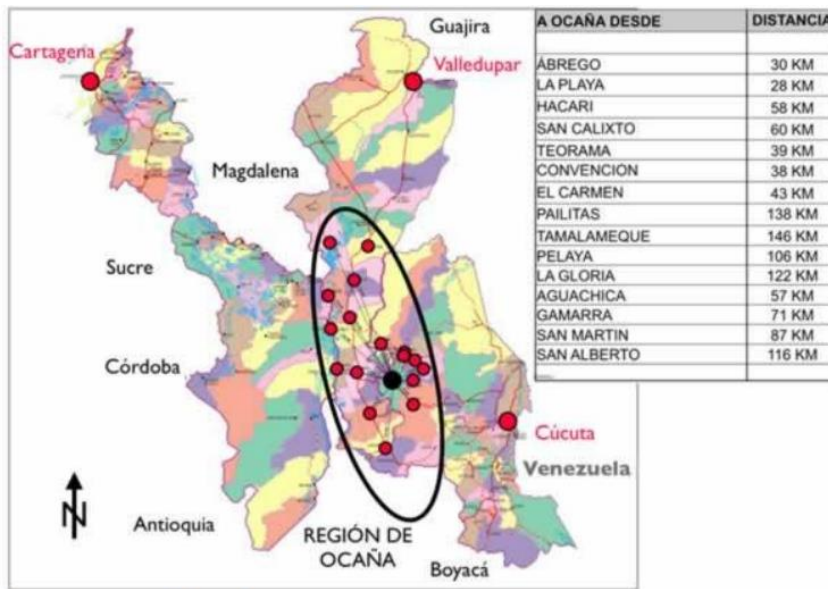 Guajira
Cartagena
Valledupar
Magdalena
Sucre
Córdoba
Cúcuta
Venezuela
Antioquia
REGIÓN DE
OCAÑA
Boyacá
N
A OCAÑA DESDE DISTANCIA
ÁBREGO 30 KM
LA PLAYA 28 KM
HACARI 58 KM
SAN CALIXTO 60 KM
TEORAMA 39 KM
CONVENCION 38 KM
EL CARMEN 43 KM
PAILITAS 138 KM
TAMALAMEQUE 146 KM
PELAYA 106 KM
LA GLORIA 122 KM
AGUACHICA 57 KM
GAMARRA 71 KM
SAN MARTIN 87 KM
SAN ALBERTO 116 KM